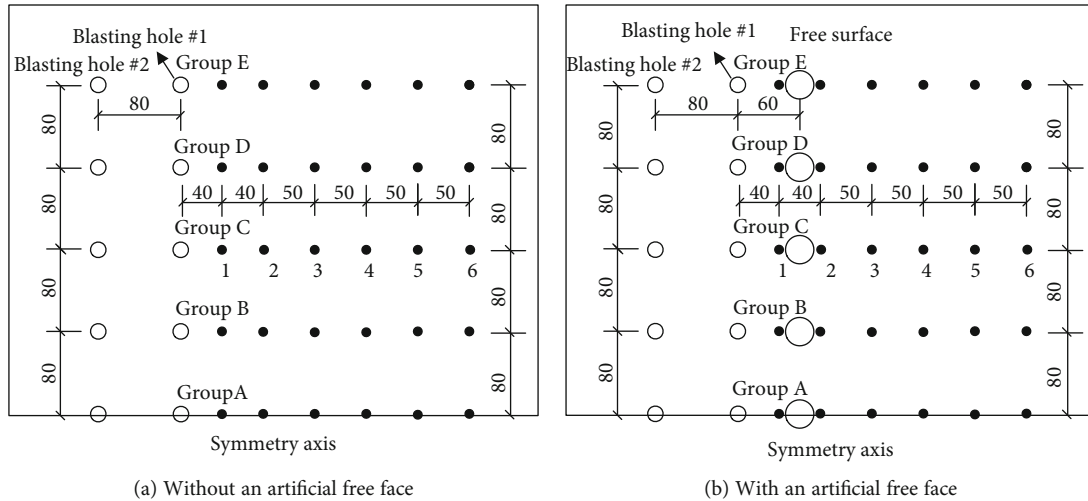 Blasting hole #1
Blasting hole #2
Group E
80
80
Group D
40 40 50 50 50 50
80
80
Group C
1 2 3 4 5 6
80
80
Group B
80
80
GroupA
Symmetry axis
(a) Without an artificial free face
Blasting hole #1
Free surface
Blasting hole #2
Group E
80 60
80
80
Group D
40 40 50 50 50 50
80
80
Group C
1 2 3 4 5 6
80
80
Group B
80
80
Group A
Symmetry axis
(b) With an artificial free face